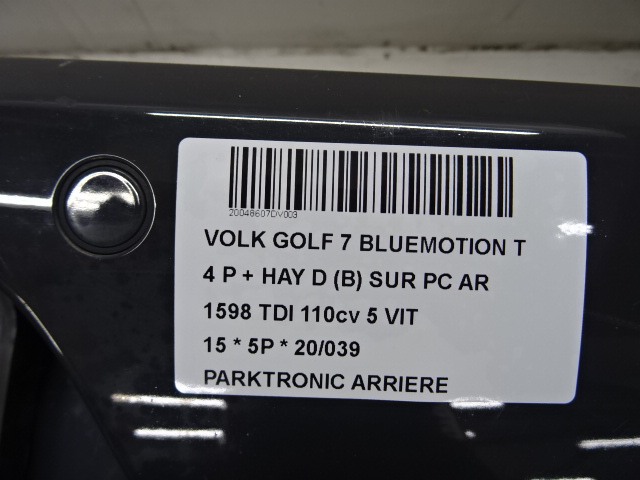 20048607DV003
VOLK GOLF 7 BLUEMOTION T
4 P + HAY D (B) SUR PC AR
1598 TDI 110cv 5 VIT
15 * 5P * 20/039
PARKTRONIC ARRIERE